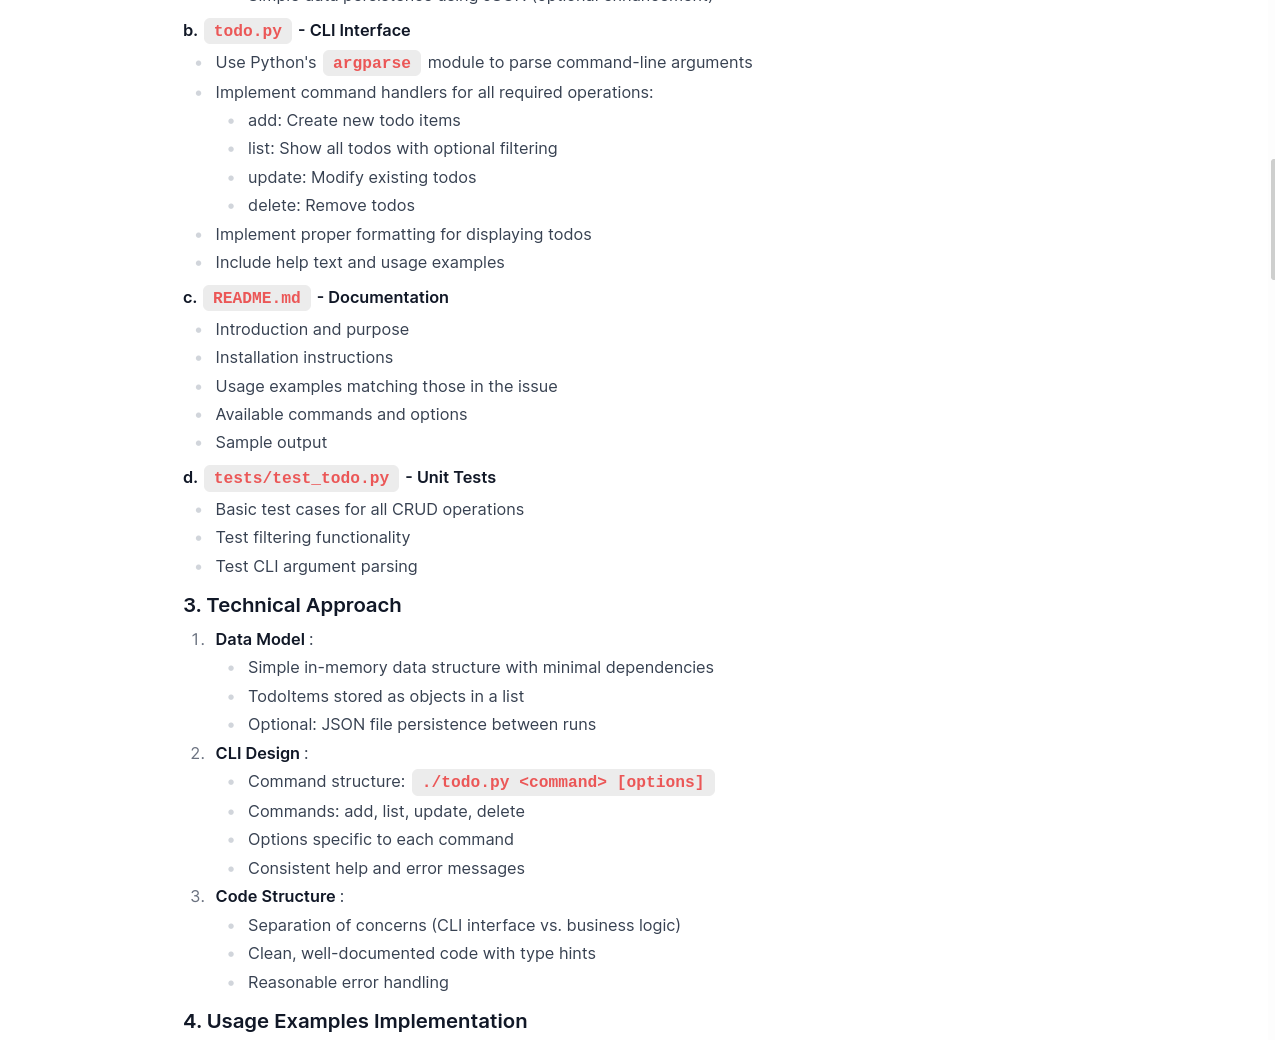 Simple data persistence using JSON (optional enhancement)
b. todo.py - CLI Interface
Use Python's argparse module to parse command-line arguments
Implement command handlers for all required operations:
add: Create new todo items
list: Show all todos with optional filtering
update: Modify existing todos
delete: Remove todos
Implement proper formatting for displaying todos
Include help text and usage examples
c. README.md - Documentation
Introduction and purpose
Installation instructions
Usage examples matching those in the issue
Available commands and options
Sample output
d. tests/test_todo.py - Unit Tests
Basic test cases for all CRUD operations
Test filtering functionality
Test CLI argument parsing
3. Technical Approach
1. Data Model :
Simple in-memory data structure with minimal dependencies
TodoItems stored as objects in a list
Optional: JSON file persistence between runs
2. CLI Design :
Command structure: ./todo.py <command> [options]
Commands: add, list, update, delete
Options specific to each command
Consistent help and error messages
3. Code Structure :
Separation of concerns (CLI interface vs. business logic)
Clean, well-documented code with type hints
Reasonable error handling
4. Usage Examples Implementation